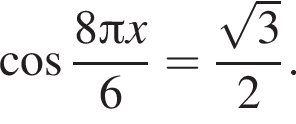 cos 8πx/6 = √3/2.